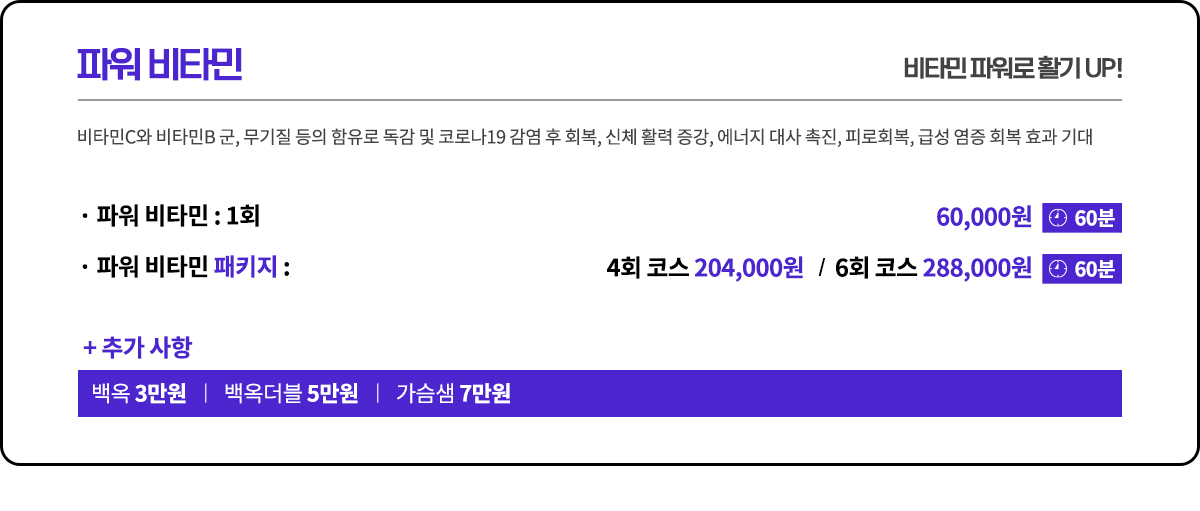 파워 비타민
비타민 파워로 활기 UP!
비타민C와 비타민B 군, 무기질 등의 함유로 독감 및 코로나19 감염 후 회복, 신체 활력 증강, 에너지 대사 촉진, 피로회복, 급성 염증 회복 효과 기대
· 파워 비타민 : 1회 60,000원 60분
· 파워 비타민 패키지 : 4회 코스 204,000원 / 6회 코스 288,000원 60분
+ 추가 사항
백옥 3만원 | 백옥더블 5만원 | 가슴샘 7만원